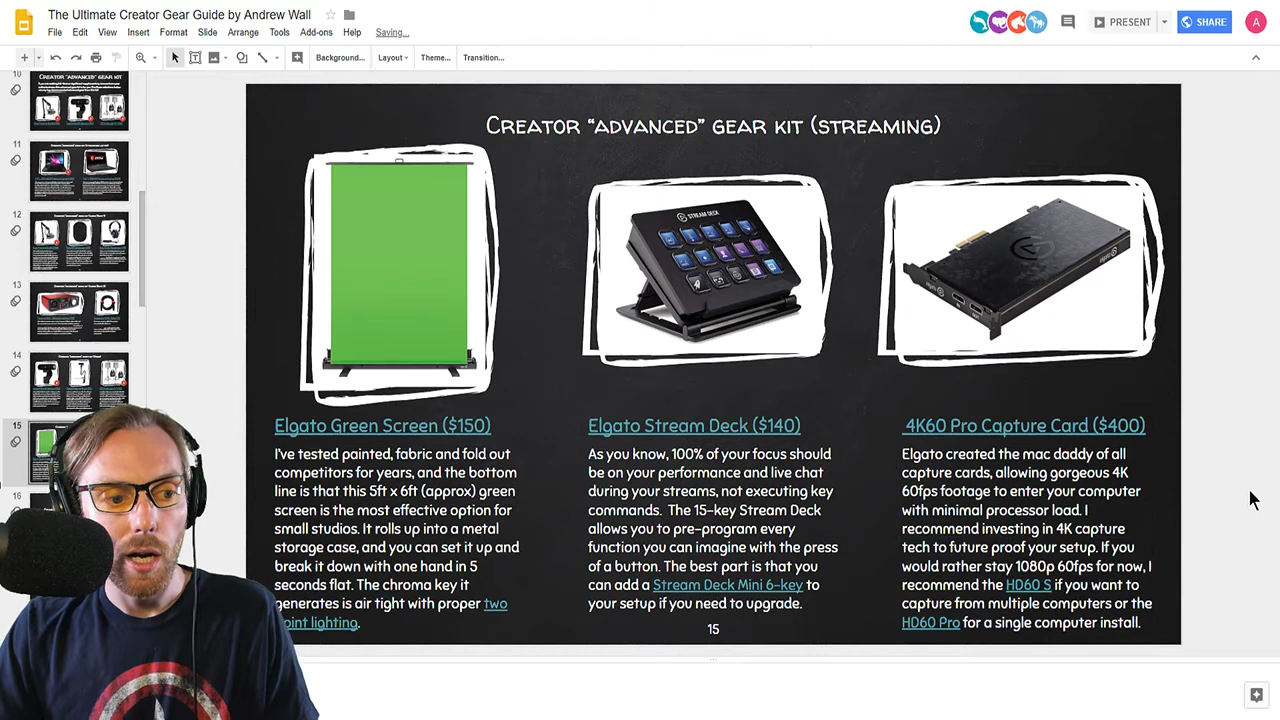 The Ultimate Creator Gear Guide by Andrew Wall
File Edit View Insert Format Slide Arrange Tools Add-ons Help Saving...
PRESENT
SHARE
A
Background... Layout Theme... Transition...
10
11
12
13
14
15
16
CREATOR "ADVANCED" GEAR KIT
CREATOR "ADVANCED" GEAR KIT (STREAMING)
STREAM DECK
elgato
elgato
Elgato Green Screen ($150)
I've tested painted, fabric and fold out
competitors for years, and the bottom
line is that this 5ft x 6ft (approx) green
screen is the most effective option for
small studios. It rolls up into a metal
storage case, and you can set it up and
break it down with one hand in 5
seconds flat. The chroma key it
generates is air tight with proper two
point lighting.
Elgato Stream Deck ($140)
As you know, 100% of your focus should
be on your performance and live chat
during your streams, not executing key
commands. The 15-key Stream Deck
allows you to pre-program every
function you can imagine with the press
of a button. The best part is that you
can add a Stream Deck Mini 6-key to
your setup if you need to upgrade.
4K60 Pro Capture Card ($400)
Elgato created the mac daddy of all
capture cards, allowing gorgeous 4K
60fps footage to enter your computer
with minimal processor load. I
recommend investing in 4K capture
tech to future proof your setup. If you
would rather stay 1080p 60fps for now, I
recommend the HD60 S if you want to
capture from multiple computers or the
HD60 Pro for a single computer install.
15